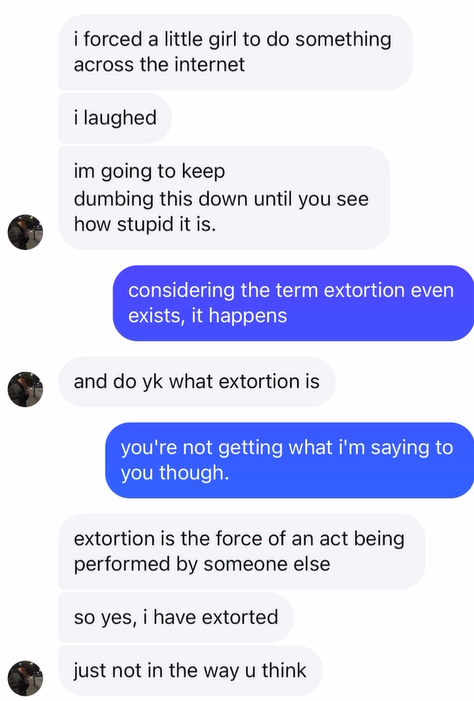 i forced a little girl to do something
across the internet
i laughed
im going to keep
dumbing this down until you see
how stupid it is.
considering the term extortion even
exists, it happens
and do yk what extortion is
you're not getting what i'm saying to
you though.
extortion is the force of an act being
performed by someone else
so yes, i have extorted
just not in the way u think